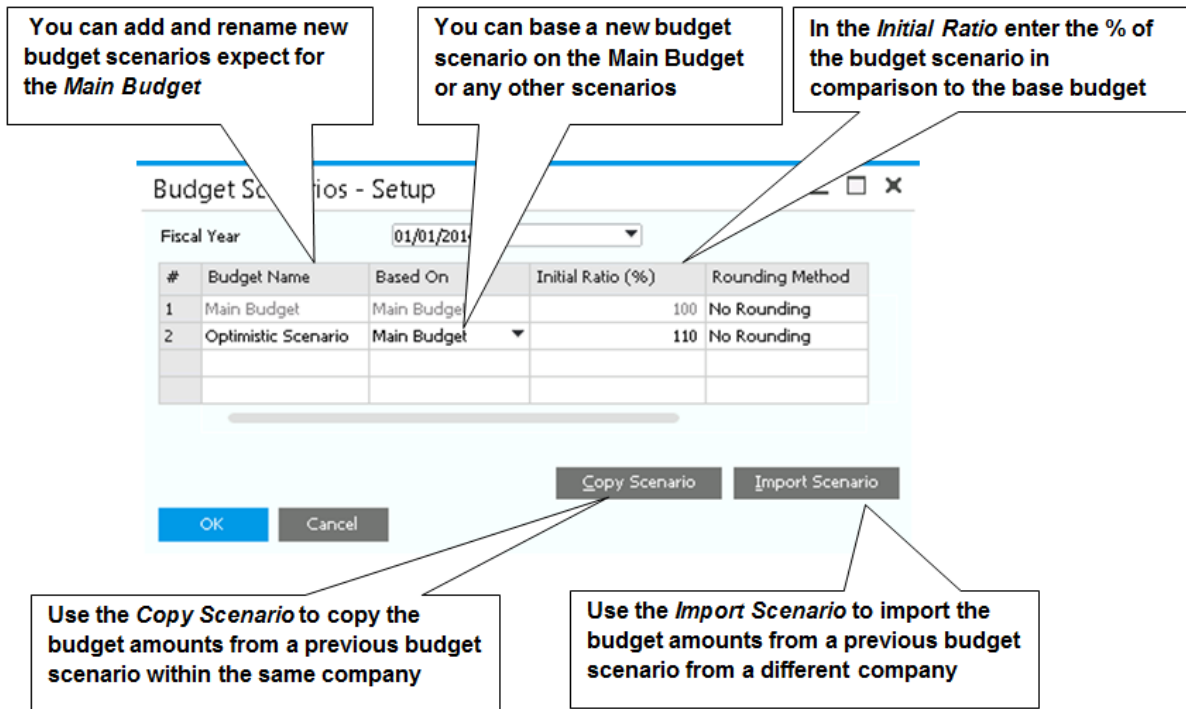 You can add and rename new
budget scenarios expect for
the Main Budget
You can base a new budget
scenario on the Main Budget
or any other scenarios
In the Initial Ratio enter the % of
the budget scenario in
comparison to the base budget
Budget Sc ios - Setup
Fiscal Year 01/01/201
# Budget Name Based On Initial Ratio (%) Rounding Method
1 Main Budget Main Budget 100 No Rounding
2 Optimistic Scenario Main Budget 110 No Rounding
Copy Scenario Import Scenario
OK Cancel
Use the Copy Scenario to copy the
budget amounts from a previous budget
scenario within the same company
Use the Import Scenario to import the
budget amounts from a previous budget
scenario from a different company